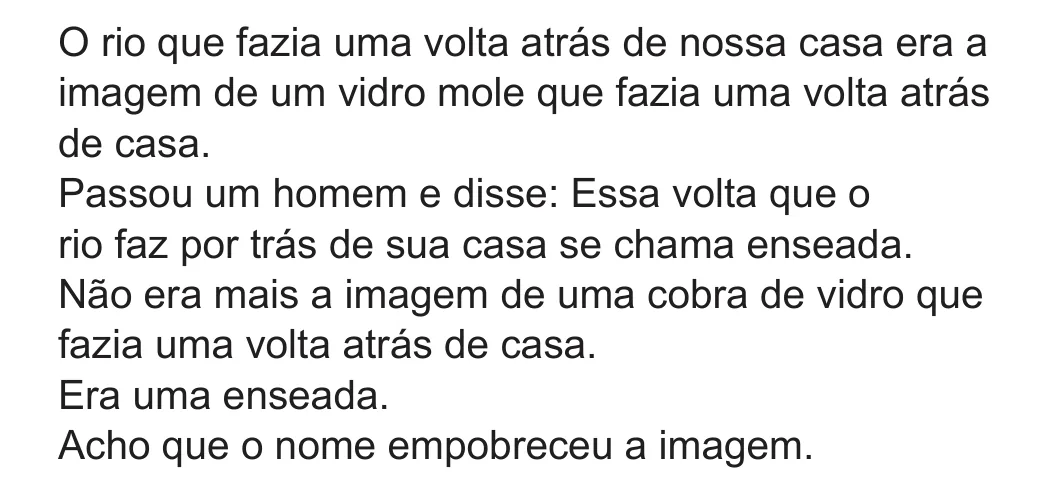 O rio que fazia uma volta atrás de nossa casa era a
imagem de um vidro mole que fazia uma volta atrás
de casa.
Passou um homem e disse: Essa volta que o
rio faz por trás de sua casa se chama enseada.
Não era mais a imagem de uma cobra de vidro que
fazia uma volta atrás de casa.
Era uma enseada.
Acho que o nome empobreceu a imagem.